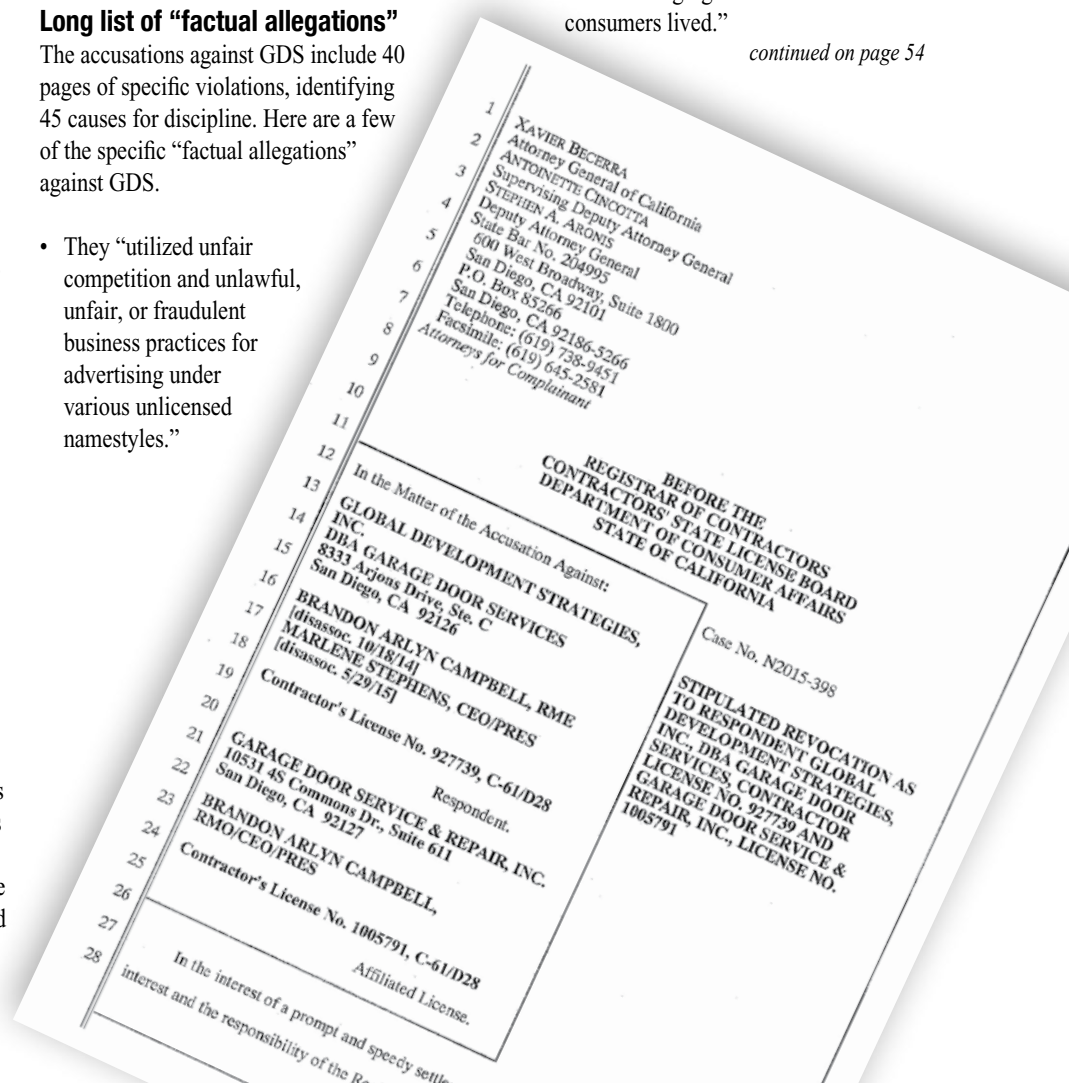 Long list of “factual allegations”
The accusations against GDS include 40
pages of specific violations, identifying
45 causes for discipline. Here are a few
of the specific “factual allegations”
against GDS.
• They “utilized unfair
competition and unlawful,
unfair, or fraudulent
business practices for
advertising under
various unlicensed
namestyles.”
consumers lived.”
continued on page 54
1
2
3
4
5
6
7
8
9
10
11
12
13
14
15
16
17
18
19
20
21
22
23
24
25
26
27
28
XAVIER BECERRA
Attorney General of California
ANTOINETTE CINCOTTA
Supervising Deputy Attorney General
STEPHEN A. ARONIS
Deputy Attorney General
State Bar No. 204995
600 West Broadway, Suite 1800
San Diego, CA 92101
P.O. Box 85266
San Diego, CA 92186-5266
Telephone: (619) 738-9451
Facsimile: (619) 645-2581
Attorneys for Complainant
BEFORE THE
REGISTRAR OF CONTRACTORS
CONTRACTORS' STATE LICENSE BOARD
DEPARTMENT OF CONSUMER AFFAIRS
STATE OF CALIFORNIA
In the Matter of the Accusation Against:
GLOBAL DEVELOPMENT STRATEGIES,
INC.
DBA GARAGE DOOR SERVICES
8333 Arjons Drive, Ste. C
San Diego, CA 92126
BRANDON ARLYN CAMPBELL, RME
[disassoc. 10/18/14]
MARLENE STEPHENS, CEO/PRES
[disassoc. 5/29/15]
Contractor's License No. 927739, C-61/D28
Respondent.
GARAGE DOOR SERVICE & REPAIR, INC.
10531 4S Commons Dr., Suite 611
San Diego, CA 92127
BRANDON ARLYN CAMPBELL,
RMO/CEO/PRES
Contractor's License No. 1005791, C-61/D28
Affiliated License.
Case No. N2015-398
STIPULATED REVOCATION AS
TO RESPONDENT GLOBAL
DEVELOPMENT STRATEGIES,
INC., DBA GARAGE DOOR
SERVICES, CONTRACTOR
LICENSE NO. 927739 AND
GARAGE DOOR SERVICE &
REPAIR, INC., LICENSE NO.
1005791
In the interest of a prompt and speedy
interest and the responsibility of the